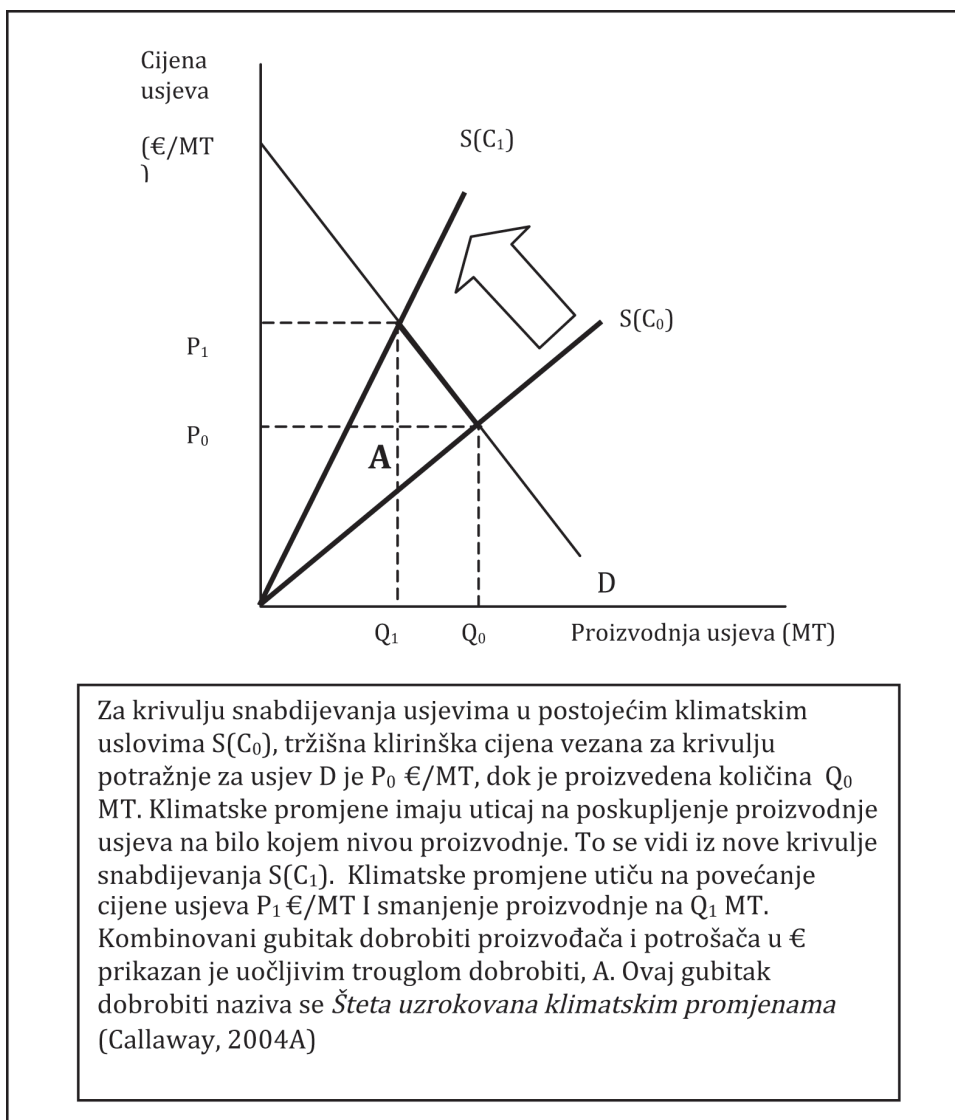 Cijena
usjeva
(€/MT
)
S(C₁)
S(C₀)
P₁
P₀
A
D
Q₁
Q₀
Proizvodnja usjeva (MT)
Za krivulju snabdijevanja usjevima u postojećim klimatskim
uslovima S(C₀), tržišna klirinška cijena vezana za krivulju
potražnje za usjev D je P₀ €/MT, dok je proizvedena količina Q₀
MT. Klimatske promjene imaju uticaj na poskupljenje proizvodnje
usjeva na bilo kojem nivou proizvodnje. To se vidi iz nove krivulje
snabdijevanja S(C₁). Klimatske promjene utiču na povećanje
cijene usjeva P₁ €/MT I smanjenje proizvodnje na Q₁ MT.
Kombinovani gubitak dobrobiti proizvođača i potrošača u €
prikazan je uočljivim trouglom dobrobiti, A. Ovaj gubitak
dobrobiti naziva se Šteta uzrokovana klimatskim promjenama
(Callaway, 2004A)